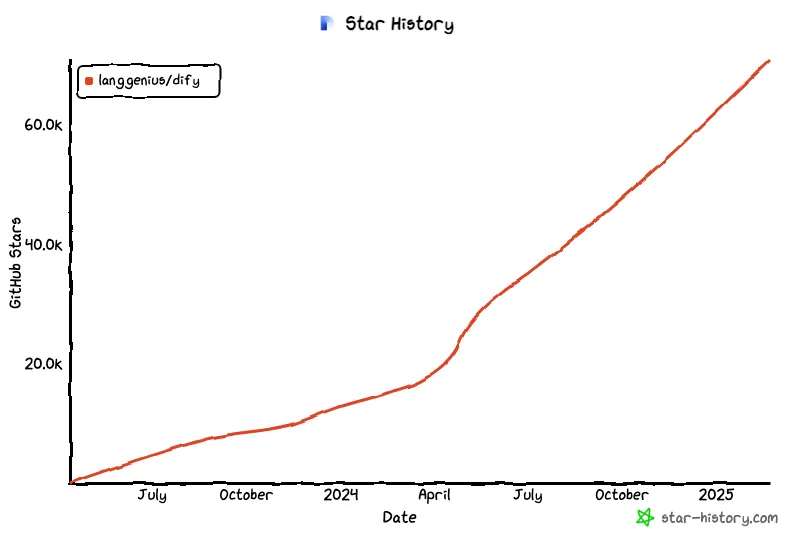 Star History
langgenius/dify
60.0k
40.0k
20.0k
GitHub Stars
July October 2024 April July October 2025
Date
star-history.com